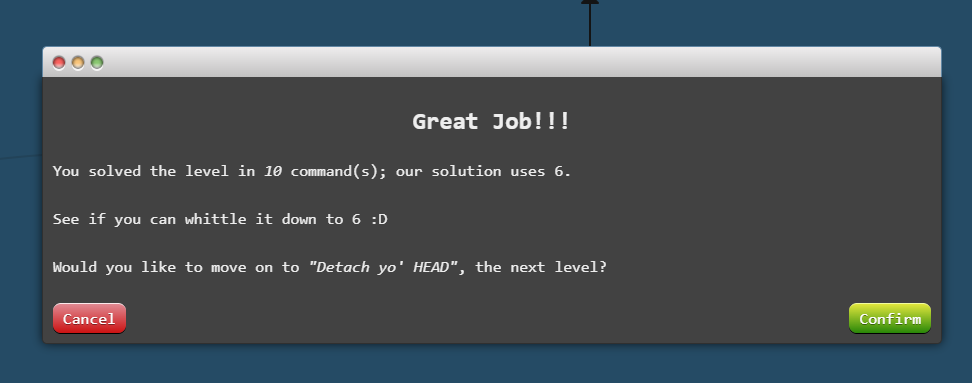 Great Job!!!
You solved the level in 10 command(s); our solution uses 6.
See if you can whittle it down to 6 :D
Would you like to move on to "Detach yo' HEAD", the next level?
Cancel
Confirm